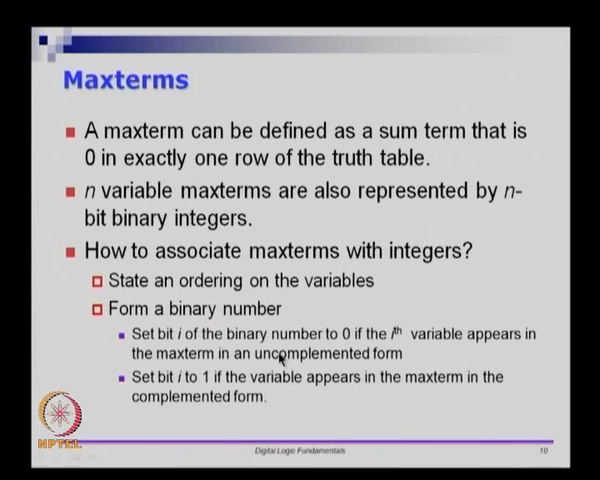 Maxterms
A maxterm can be defined as a sum term that is
0 in exactly one row of the truth table.
n variable maxterms are also represented by n-
bit binary integers.
How to associate maxterms with integers?
State an ordering on the variables
Form a binary number
Set bit i of the binary number to 0 if the ith variable appears in
the maxterm in an uncomplemented form
Set bit i to 1 if the variable appears in the maxterm in the
complemented form.
NPTEL
Digital Logic Fundamentals
10